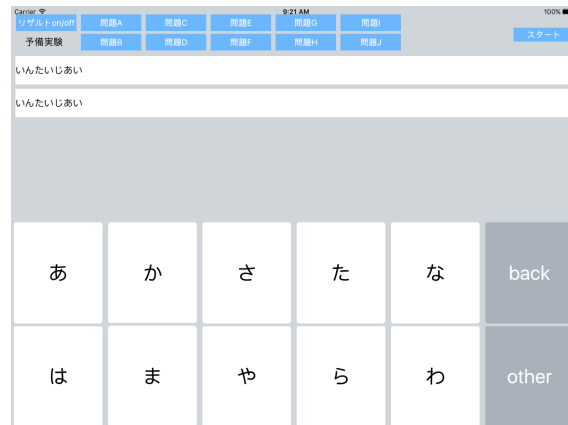 Carrier 9:21 AM 100%
リザルトon/off 問題A 問題C 問題E 問題G 問題I
予備実験 問題B 問題D 問題F 問題H 問題J スタート
いんたいじあい
いんたいじあい
あ か さ た な back
は ま や ら わ other